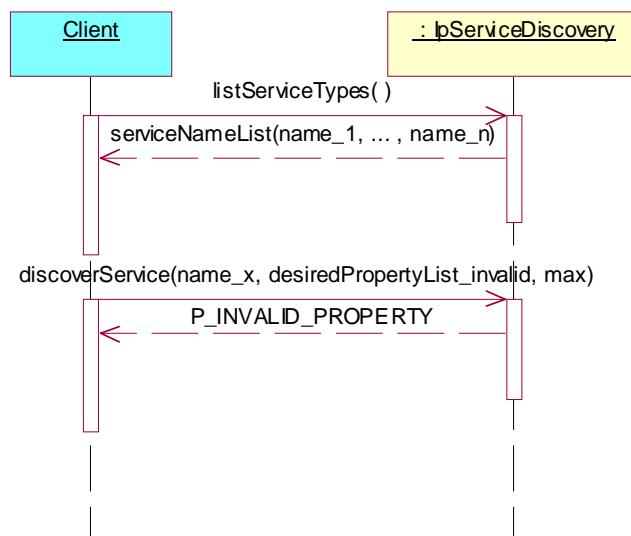 Client
: IpServiceDiscovery
listServiceTypes( )
serviceNameList(name_1, ... , name_n)
discoverService(name_x, desiredPropertyList_invalid, max)
P_INVALID_PROPERTY